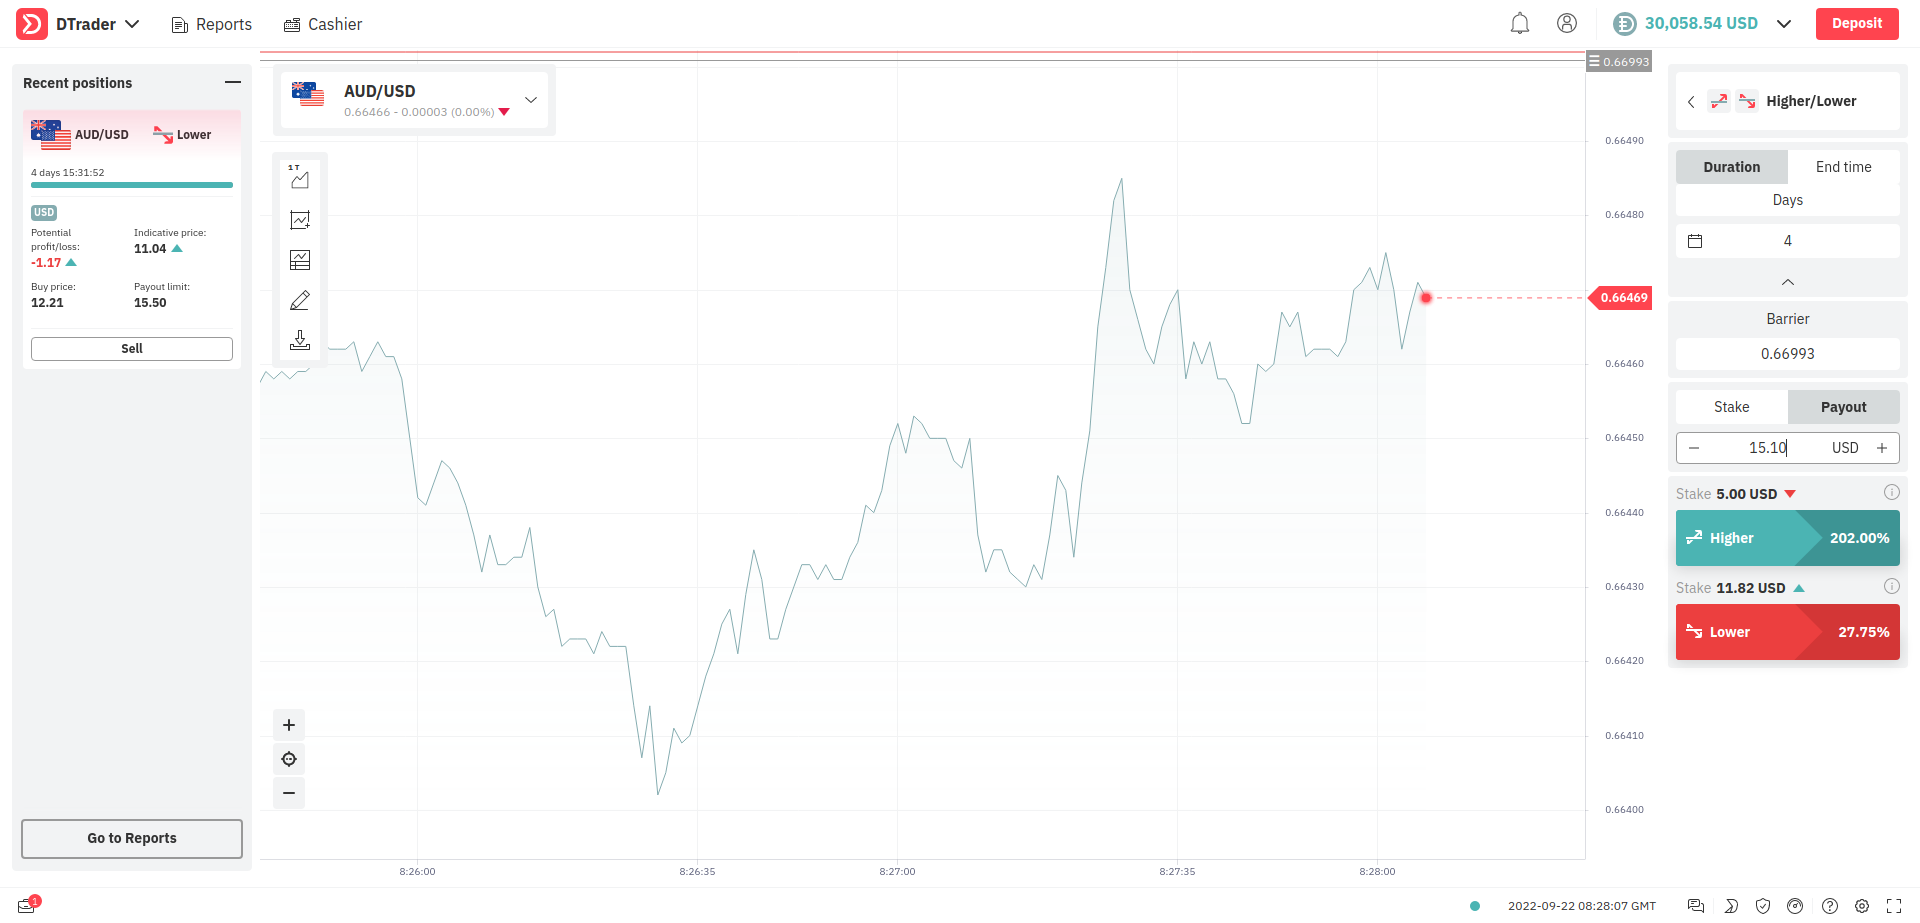 DTrader
Reports
Cashier
30,058.54 USD
Deposit
Recent positions
AUD/USD
Lower
4 days 15:31:52
USD
Potential
profit/loss:
-1.17
Indicative price:
11.04
Buy price:
12.21
Payout limit:
15.50
Sell
Go to Reports
1
AUD/USD
0.66466 - 0.00003 (0.00%)
1 T
0.66993
0.66490
0.66480
0.66469
0.66460
0.66450
0.66440
0.66430
0.66420
0.66410
0.66400
8:26:00
8:26:35
8:27:00
8:27:35
8:28:00
Higher/Lower
Duration
End time
Days
4
Barrier
0.66993
Stake
Payout
15.10
USD
Stake 5.00 USD
Higher
202.00%
Stake 11.82 USD
Lower
27.75%
2022-09-22 08:28:07 GMT